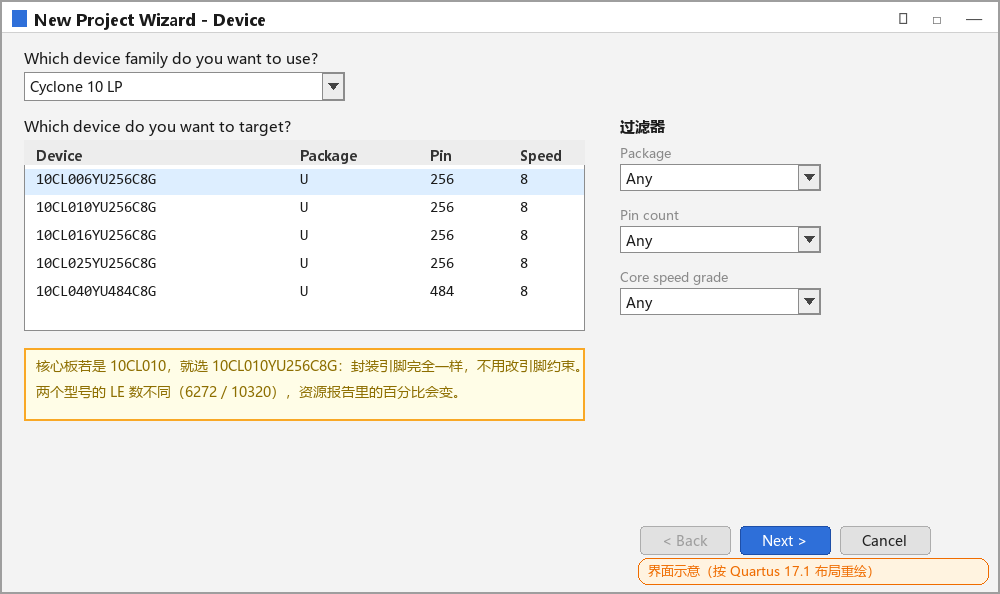 New Project Wizard - Device
Which device family do you want to use?
Cyclone 10 LP
Which device do you want to target?
Device Package Pin Speed
10CL006YU256C8G U 256 8
10CL010YU256C8G U 256 8
10CL016YU256C8G U 256 8
10CL025YU256C8G U 256 8
10CL040YU484C8G U 484 8
过滤器
Package
Any
Pin count
Any
Core speed grade
Any
核心板若是 10CL010，就选 10CL010YU256C8G：封装引脚完全一样，不用改引脚约束。
两个型号的 LE 数不同（6272 / 10320），资源报告里的百分比会变。
< Back Next > Cancel
界面示意（按 Quartus 17.1 布局重绘）